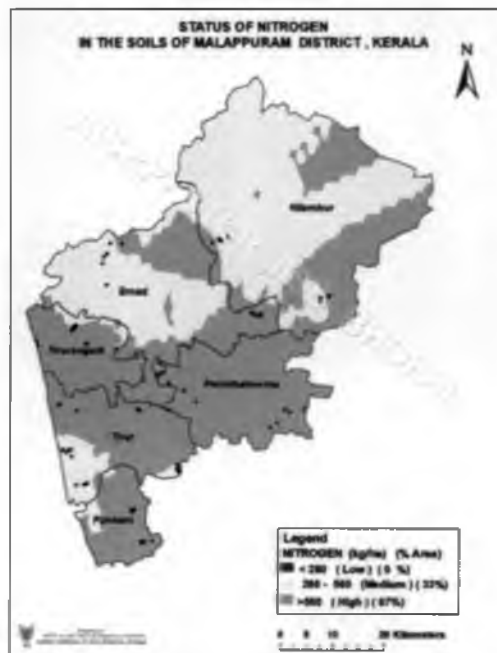 STATUS OF NITROGEN
IN THE SOILS OF MALAPPURAM DISTRICT , KERALA
N
Nilambur
Ernad
Tirurangadi
Perinthalmanna
Tirur
Ponnani
Legend
NITROGEN (kg/ha) (% Area)
< 280 ( Low ) ( 0 %)
280 - 560 (Medium ) ( 33%)
>560 ( High ) ( 67%)
0 5 10 20 Kilometers